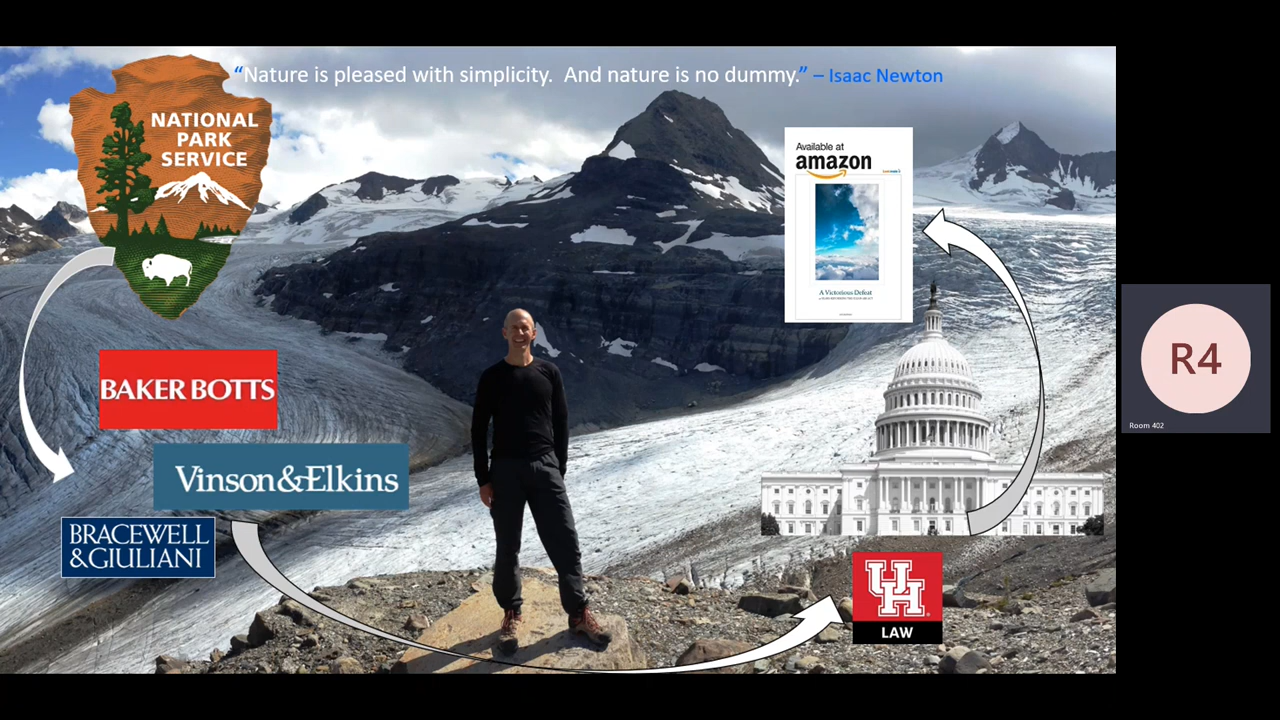 “Nature is pleased with simplicity. And nature is no dummy.” – Isaac Newton
NATIONAL
PARK
SERVICE
Available at
amazon
A Victorious Defeat
BAKER BOTTS
Vinson&Elkins
BRACEWELL
&GIULIANI
UH
LAW
R4
Room 402